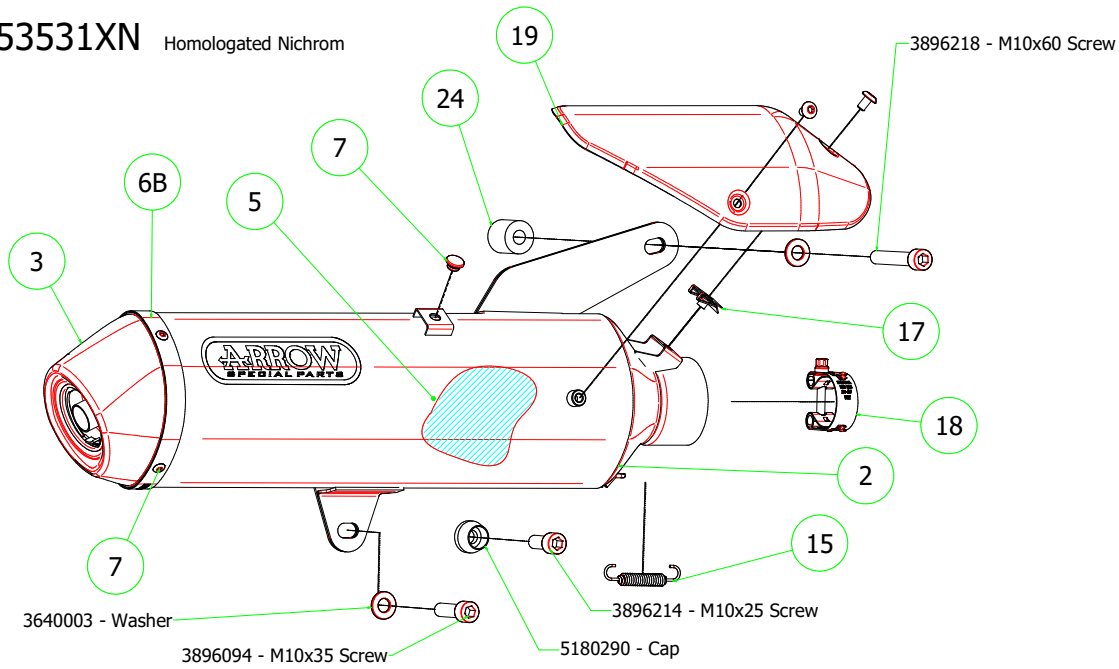 53531XN Homologated Nichrom
19
3896218 - M10x60 Screw
24
7
6B
5
3
17
ARROW
SPECIAL PARTS
18
2
15
7
3640003 - Washer
3896214 - M10x25 Screw
5180290 - Cap
3896094 - M10x35 Screw